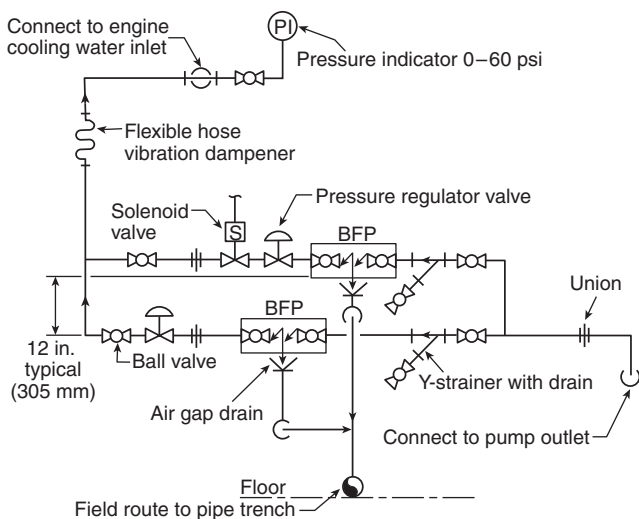 Connect to engine
cooling water inlet
PI
Pressure indicator 0–60 psi
Flexible hose
vibration dampener
Solenoid
valve
S
Pressure regulator valve
BFP
Union
12 in.
typical
(305 mm)
BFP
Ball valve
Y-strainer with drain
Air gap drain
Connect to pump outlet
Floor
Field route to pipe trench